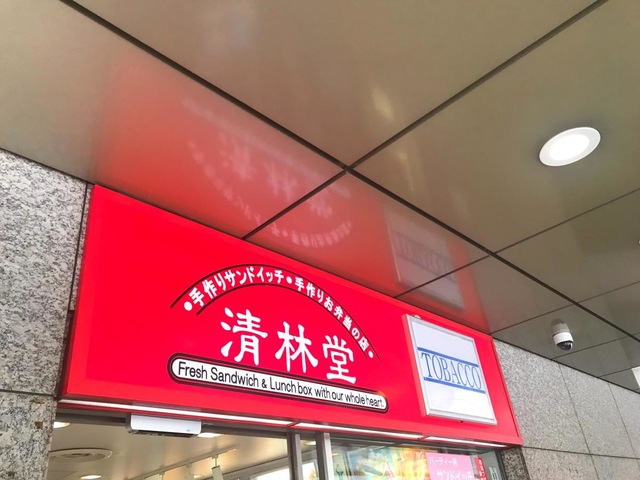 •手作りサンドイッチ•手作りお弁当の店•
清林堂
Fresh Sandwich & Lunch box with our whole heart
TOBACCO